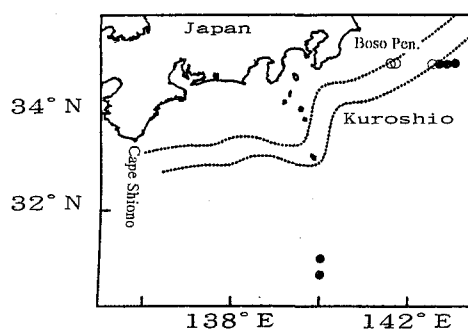 Japan
Boso Pen.
34°N
Kuroshio
Cape Shiono
32°N
138°E
142°E